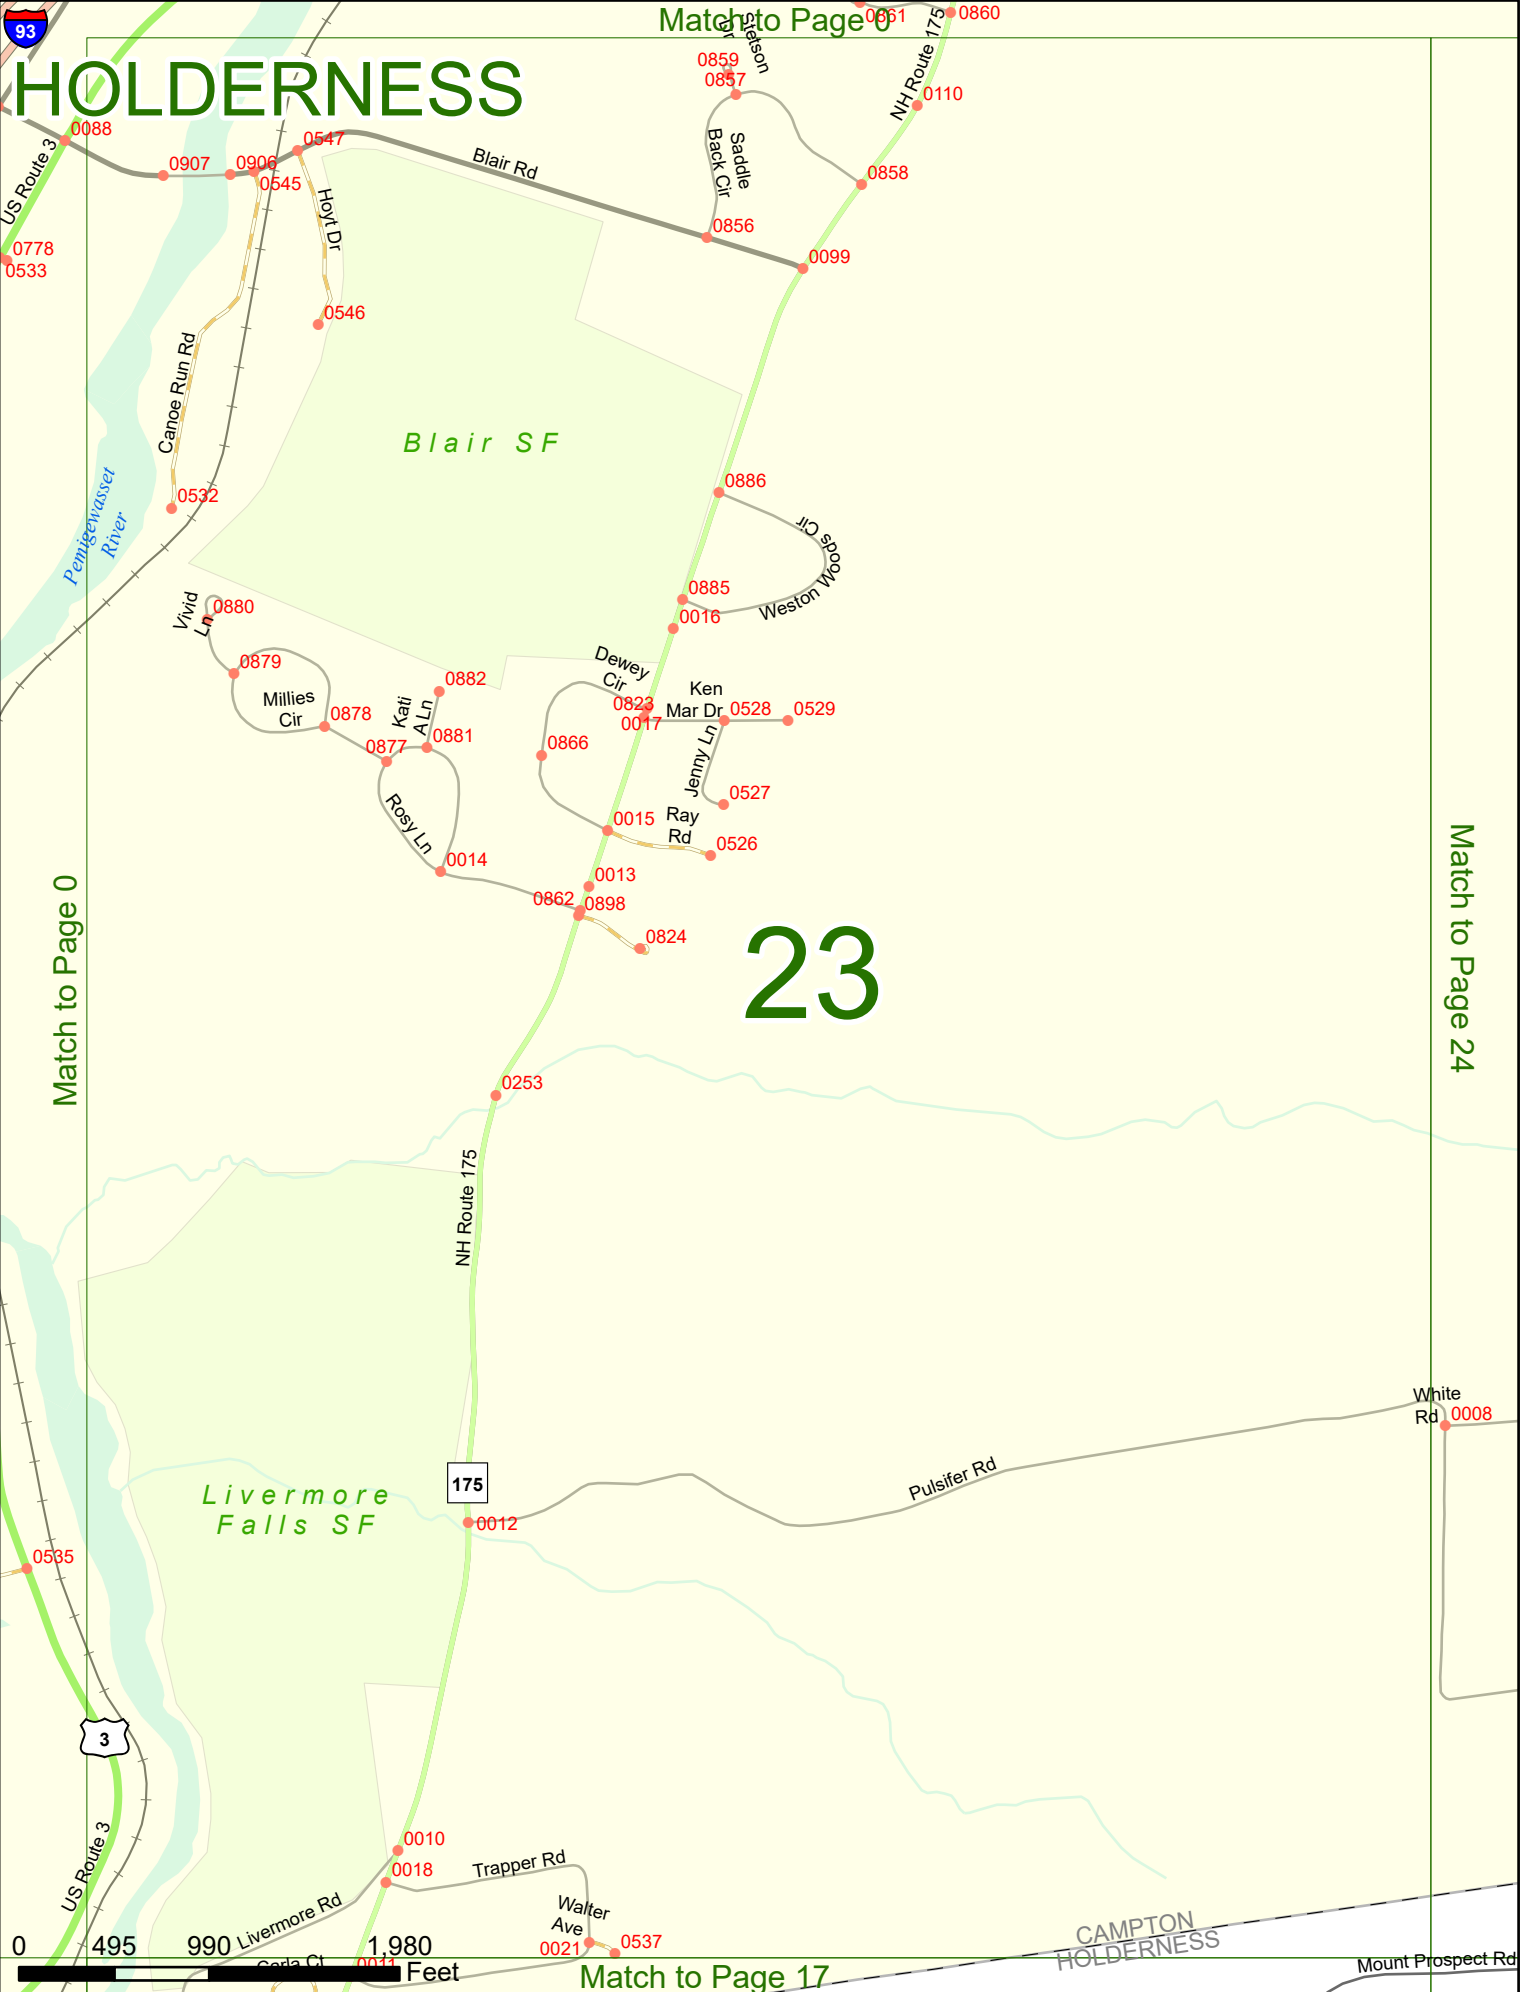 93
Match to Page 0
0861
0860
HOLDERNESS
Stetson
Dr
0859
0857
NH Route 175
0110
0088
0547
0907
0906
0545
Blair Rd
Saddle
Back Cir
0858
US Route 3
Hoyt Dr
0856
0778
0533
0099
0546
Canoe Run Rd
Blair SF
0886
0532
Pemigewasset
River
Weston Woods Cir
0885
0016
Vivid
Ln
0880
0879
Dewey
Cir
0882
Millies
Cir
Kati
A Ln
Ken
Mar Dr
0823
0017
0528
0529
0878
0881
0877
0866
Jenny Ln
0527
Rosy Ln
0015
Ray
Rd
0526
0014
0013
0862
0898
0824
23
Match to Page 0
Match to Page 24
0253
NH Route 175
White
Rd
0008
175
Pulsifer Rd
Livermore
Falls SF
0012
0535
3
US Route 3
0010
0018
Trapper Rd
Livermore Rd
Walter
Ave
0021
0537
CAMPTON
HOLDERNESS
0
495
990
1,980
Feet
Carla Ct
0011
Match to Page 17
Mount Prospect Rd